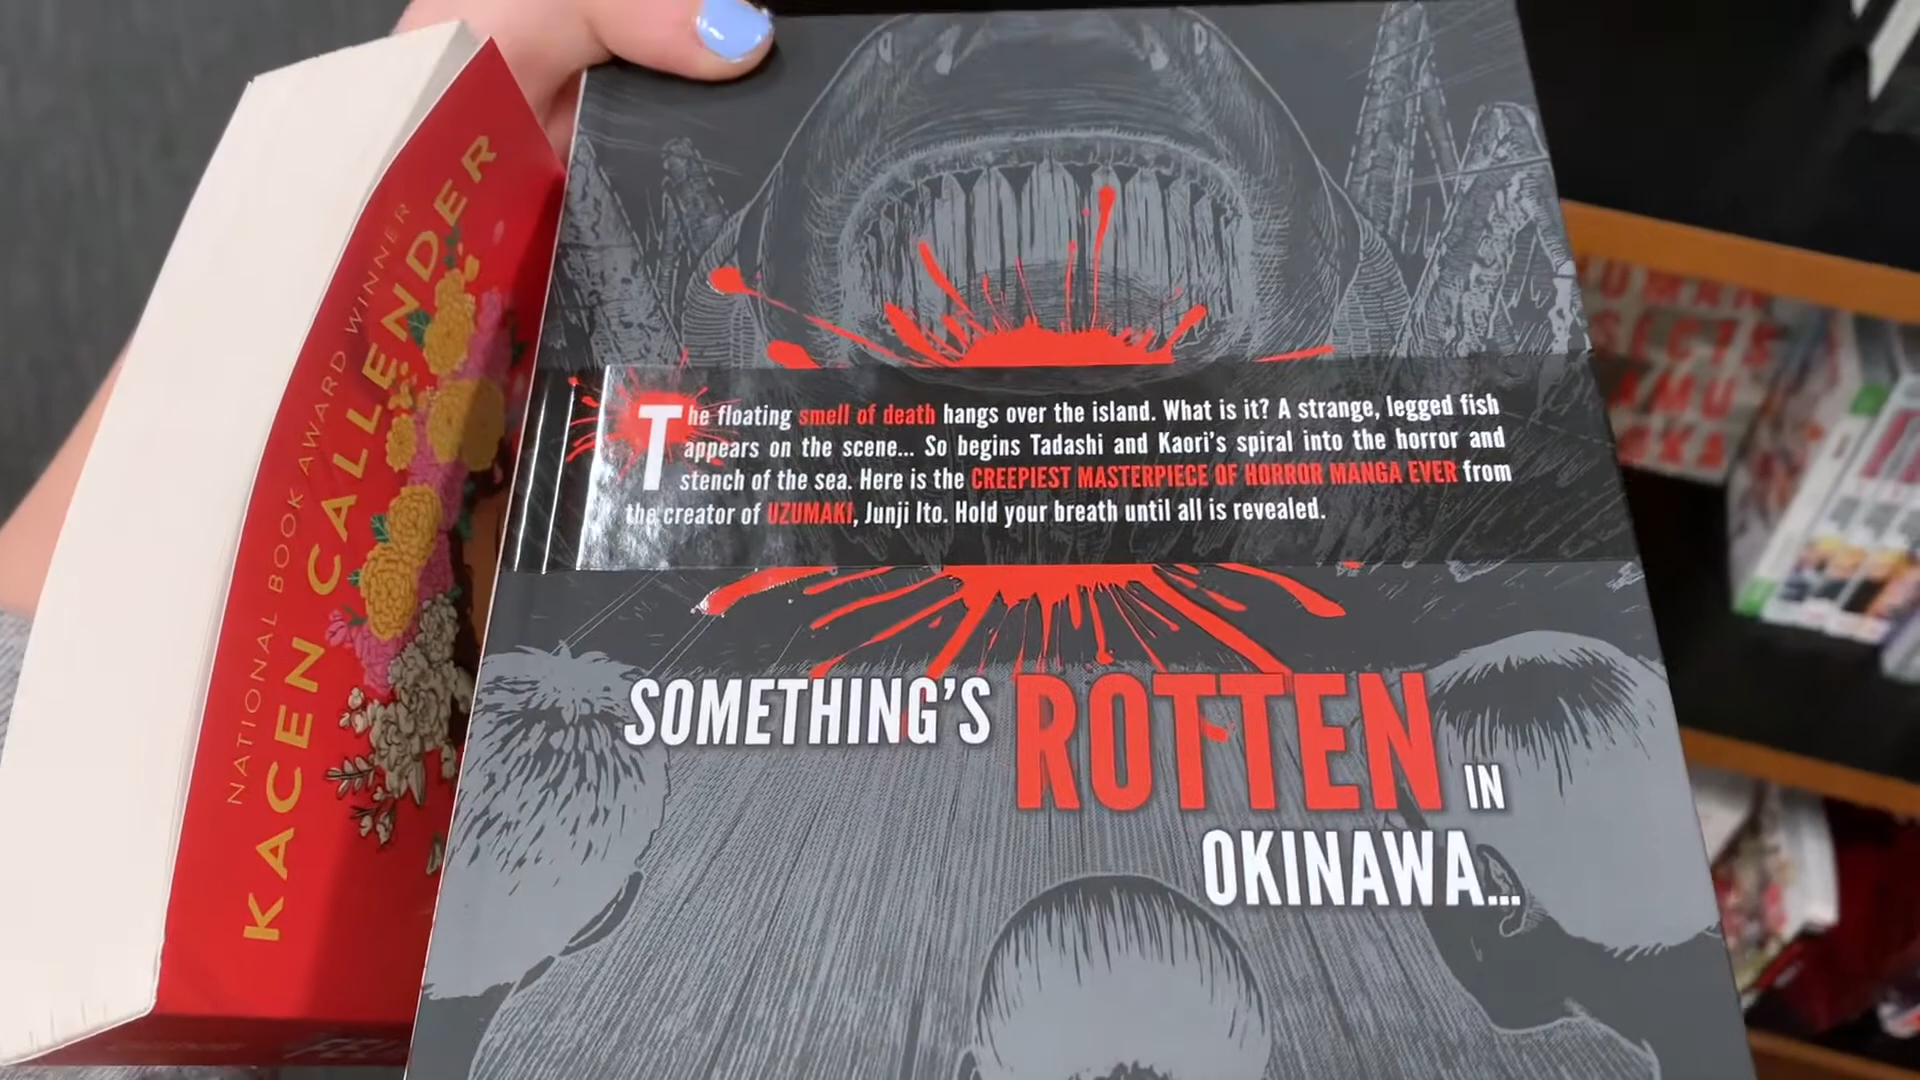 NATIONAL BOOK AWARD WINNER
KACEN CALLENDER
The floating smell of death hangs over the island. What is it? A strange, legged fish
appears on the scene... So begins Tadashi and Kaori's spiral into the horror and
stench of the sea. Here is the CREEPIEST MASTERPIECE OF HORROR MANGA EVER from
the creator of UZUMAKI, Junji Ito. Hold your breath until all is revealed.
SOMETHING'S ROTTEN IN
OKINAWA...